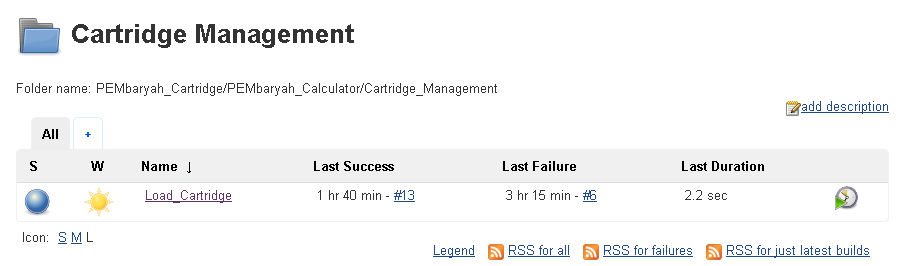 Cartridge Management
Folder name: PEMbaryah_Cartridge/PEMbaryah_Calculator/Cartridge_Management
add description
All +
S W Name ↓ Last Success Last Failure Last Duration
Load_Cartridge 1 hr 40 min - #13 3 hr 15 min - #6 2.2 sec
Icon: S M L
Legend RSS for all RSS for failures RSS for just latest builds